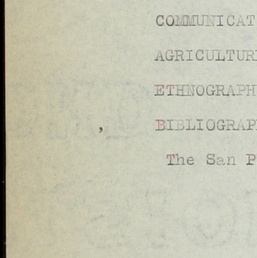 COMMUNICAT
AGRICULTUR
ETHNOGRAPH
BIBLIOGRAP
The San P